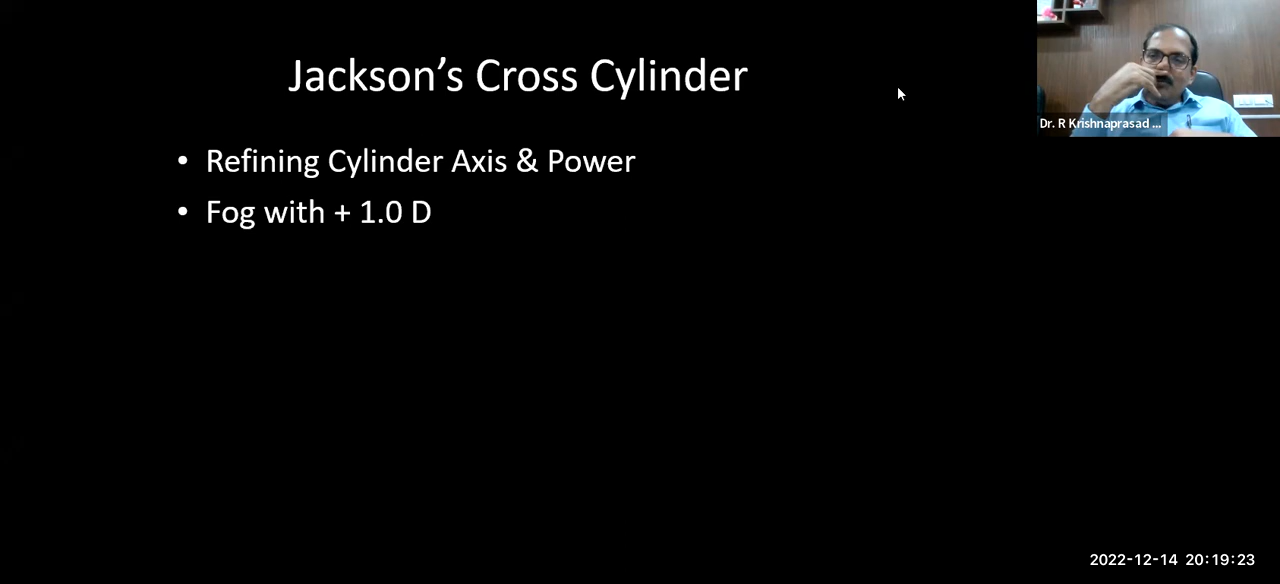 Jackson’s Cross Cylinder
Dr. R Krishnaprasad ...
• Refining Cylinder Axis & Power
• Fog with + 1.0 D
2022-12-14 20:19:23